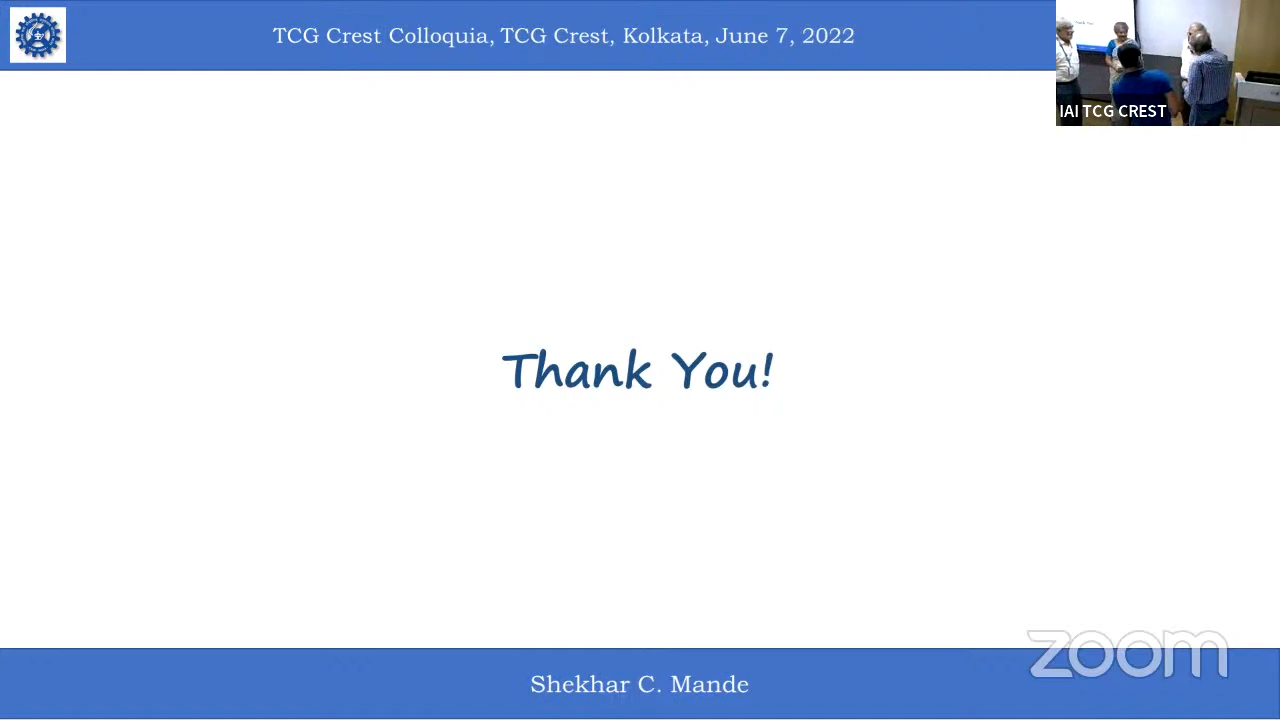 TCG Crest Colloquia, TCG Crest, Kolkata, June 7, 2022
IAI TCG CREST
Thank You!
zoom
Shekhar C. Mande